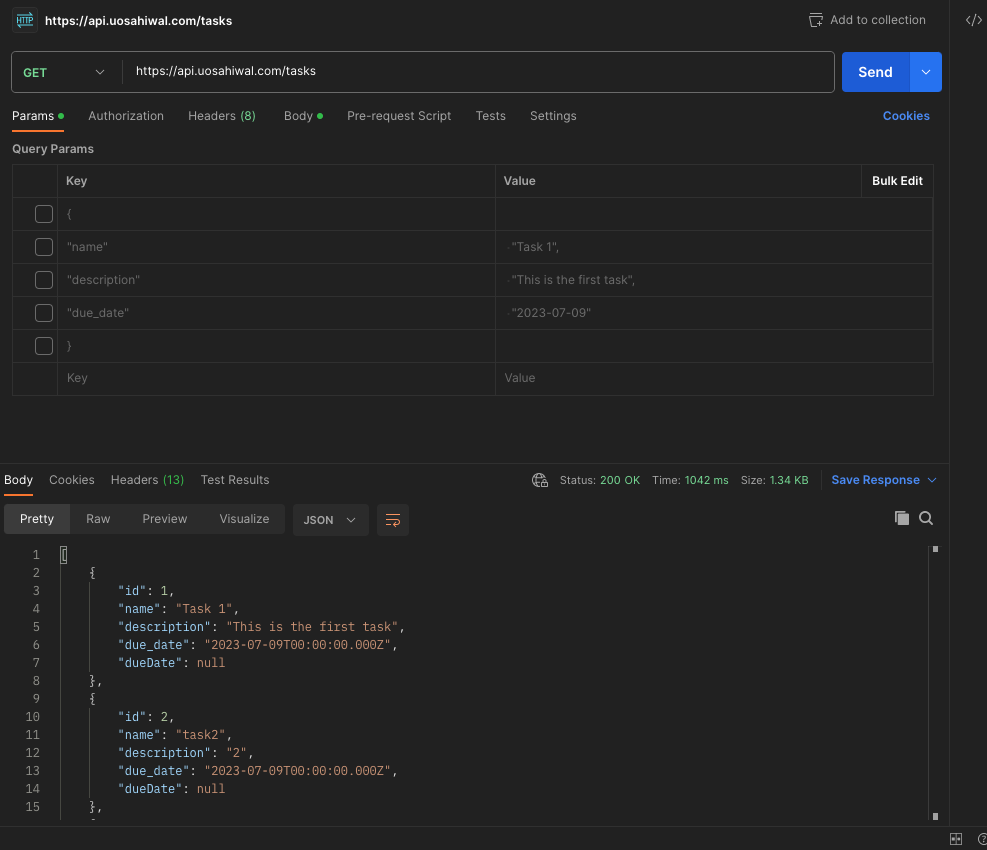 HTTP https://api.uosahiwal.com/tasks Add to collection </>
GET https://api.uosahiwal.com/tasks Send
Params Authorization Headers (8) Body Pre-request Script Tests Settings Cookies
Query Params
Key Value Bulk Edit
{
"name" "Task 1",
"description" "This is the first task",
"due_date" "2023-07-09"
}
Key Value
Body Cookies Headers (13) Test Results Status: 200 OK Time: 1042 ms Size: 1.34 KB Save Response
Pretty Raw Preview Visualize JSON
1 [
2 {
3 "id": 1,
4 "name": "Task 1",
5 "description": "This is the first task",
6 "due_date": "2023-07-09T00:00:00.000Z",
7 "dueDate": null
8 },
9 {
10 "id": 2,
11 "name": "task2",
12 "description": "2",
13 "due_date": "2023-07-09T00:00:00.000Z",
14 "dueDate": null
15 },